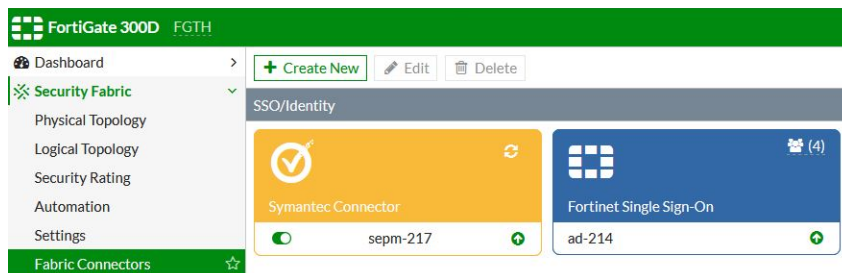 FortiGate 300D FGTH
Dashboard
Security Fabric
Physical Topology
Logical Topology
Security Rating
Automation
Settings
Fabric Connectors
+ Create New Edit Delete
SSO/Identity
Symantec Connector
sepm-217
(4)
Fortinet Single Sign-On
ad-214